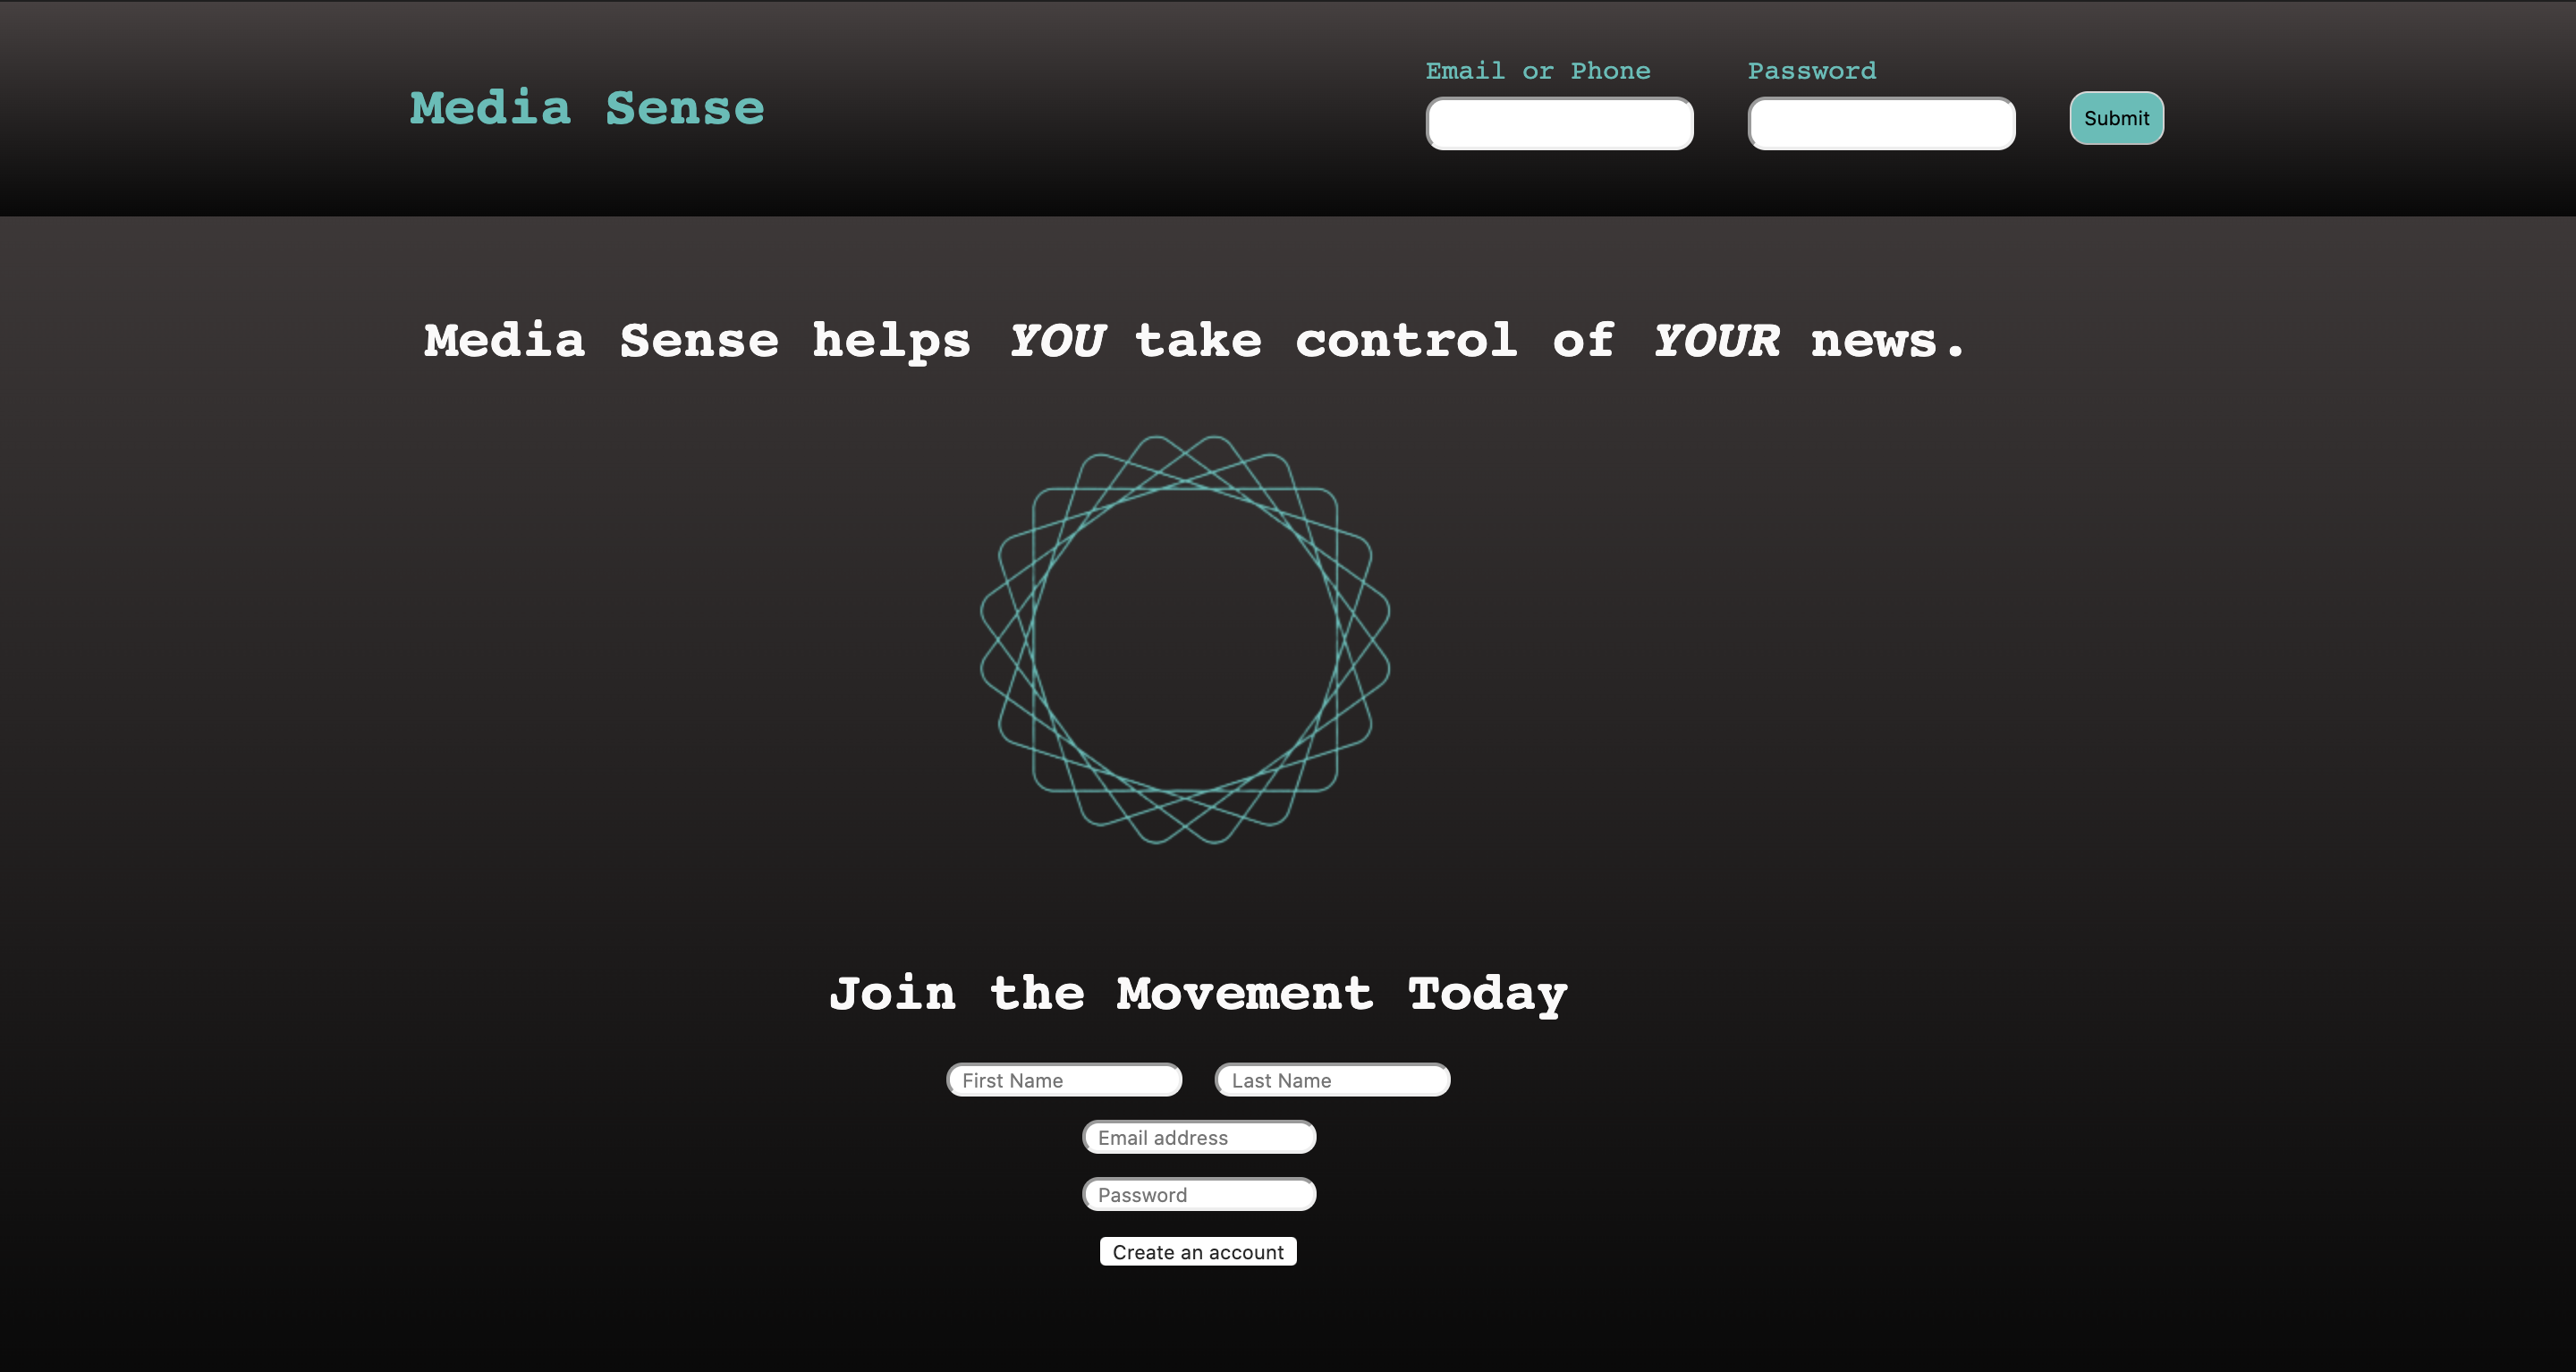 Media Sense
Email or Phone
Password
Submit
Media Sense helps YOU take control of YOUR news.
Join the Movement Today
First Name
Last Name
Email address
Password
Create an account